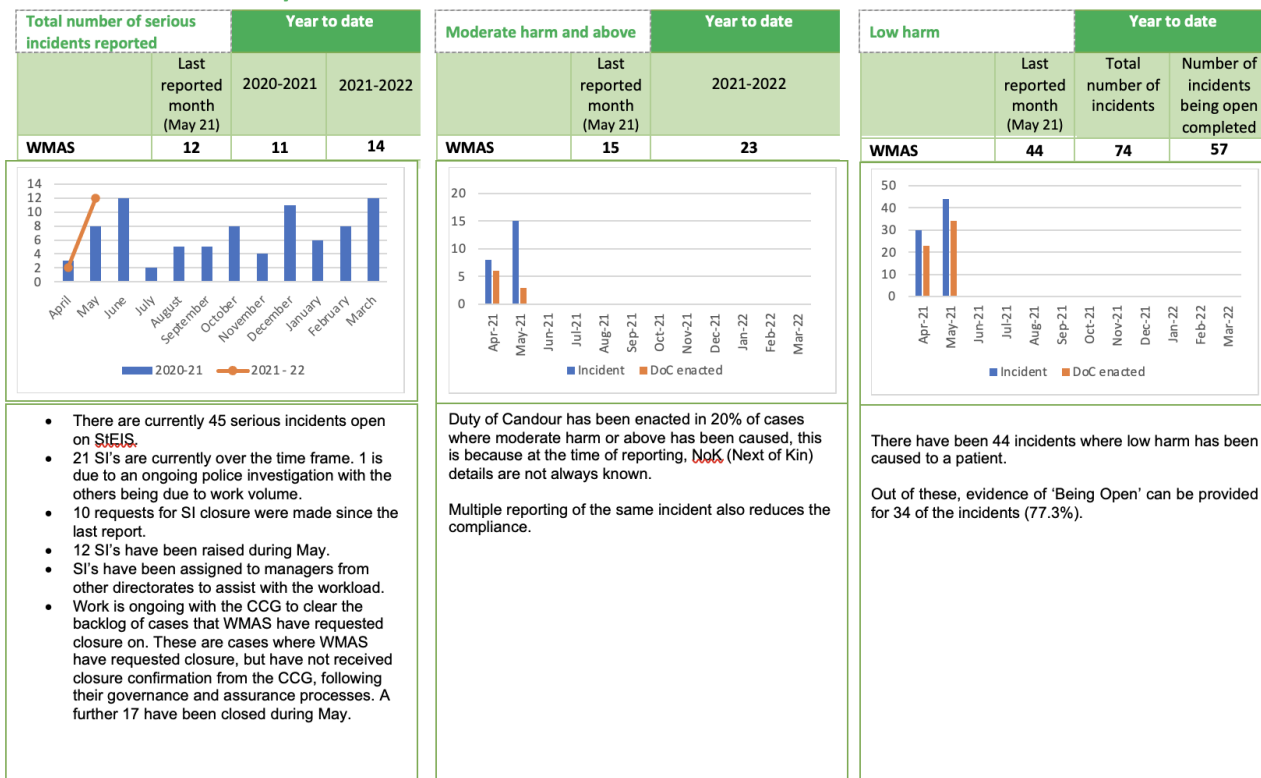 Total number of serious
incidents reported
Year to date
Last
reported
month
(May 21)
2020-2021
2021-2022
WMAS
12
11
14
14
12
10
8
6
4
2
0
April
May
June
July
August
September
October
November
December
January
February
March
2020-21
2021 - 22
• There are currently 45 serious incidents open
on StEIS.
• 21 SI's are currently over the time frame. 1 is
due to an ongoing police investigation with the
others being due to work volume.
• 10 requests for SI closure were made since the
last report.
• 12 SI's have been raised during May.
• SI's have been assigned to managers from
other directorates to assist with the workload.
• Work is ongoing with the CCG to clear the
backlog of cases that WMAS have requested
closure on. These are cases where WMAS
have requested closure, but have not received
closure confirmation from the CCG, following
their governance and assurance processes. A
further 17 have been closed during May.
Moderate harm and above
Year to date
Last
reported
month
(May 21)
2021-2022
WMAS
15
23
20
15
10
5
0
Apr-21
May-21
Jun-21
Jul-21
Aug-21
Sep-21
Oct-21
Nov-21
Dec-21
Jan-22
Feb-22
Mar-22
Incident
DoC enacted
Duty of Candour has been enacted in 20% of cases
where moderate harm or above has been caused, this
is because at the time of reporting, NoK (Next of Kin)
details are not always known.
Multiple reporting of the same incident also reduces the
compliance.
Low harm
Year to date
Last
reported
month
(May 21)
Total
number of
incidents
Number of
incidents
being open
completed
WMAS
44
74
57
50
40
30
20
10
0
Apr-21
May-21
Jun-21
Jul-21
Aug-21
Sep-21
Oct-21
Nov-21
Dec-21
Jan-22
Feb-22
Mar-22
Incident
DoC enacted
There have been 44 incidents where low harm has been
caused to a patient.
Out of these, evidence of 'Being Open' can be provided
for 34 of the incidents (77.3%).